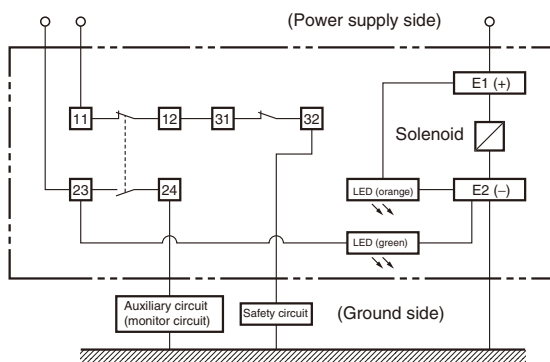 (Power supply side)
E1 (+)
11
12
31
32
Solenoid
23
24
LED (orange)
E2 (−)
LED (green)
Auxiliary circuit
(monitor circuit)
Safety circuit
(Ground side)